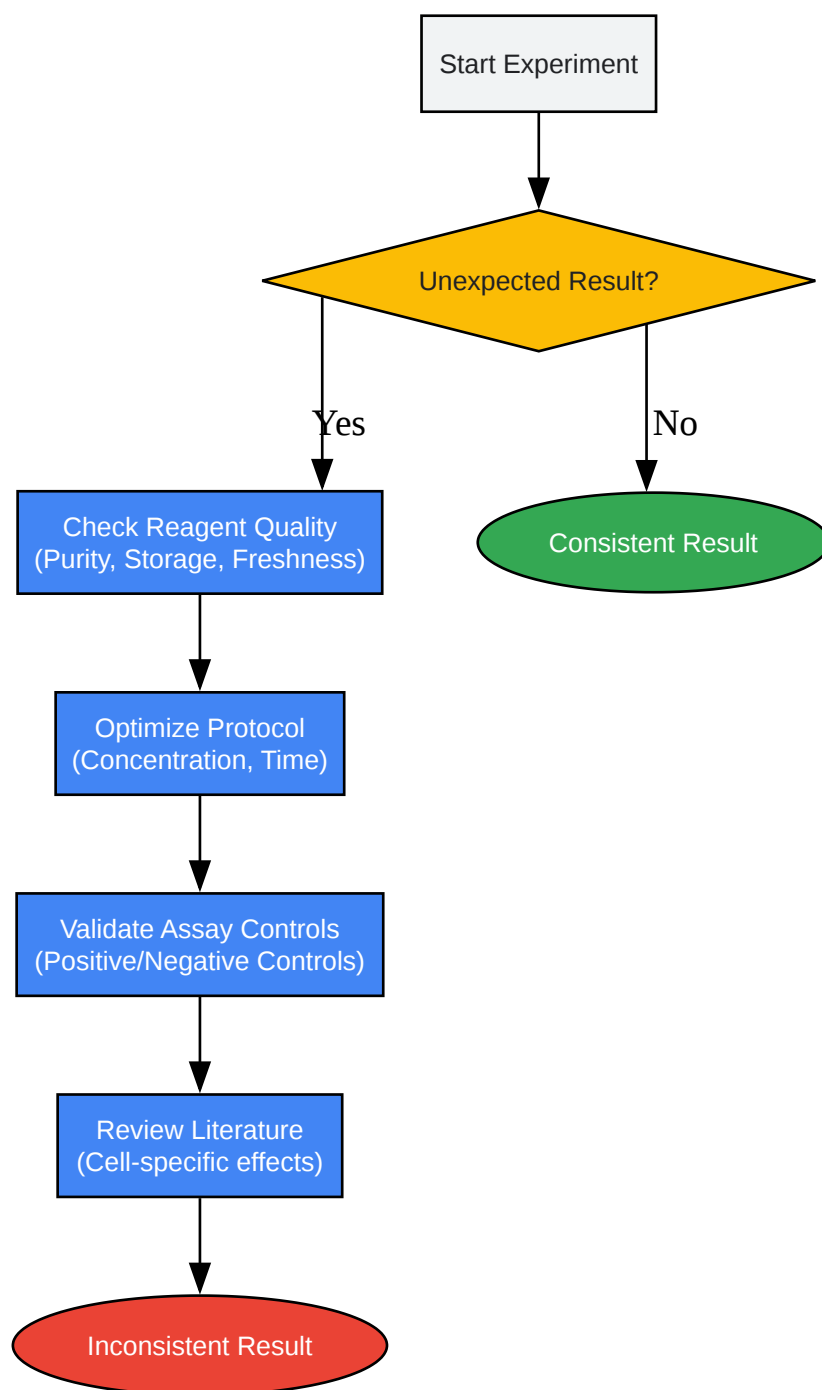 Start Experiment
Unexpected Result?
Yes
No
Check Reagent Quality
(Purity, Storage, Freshness)
Consistent Result
Optimize Protocol
(Concentration, Time)
Validate Assay Controls
(Positive/Negative Controls)
Review Literature
(Cell-specific effects)
Inconsistent Result